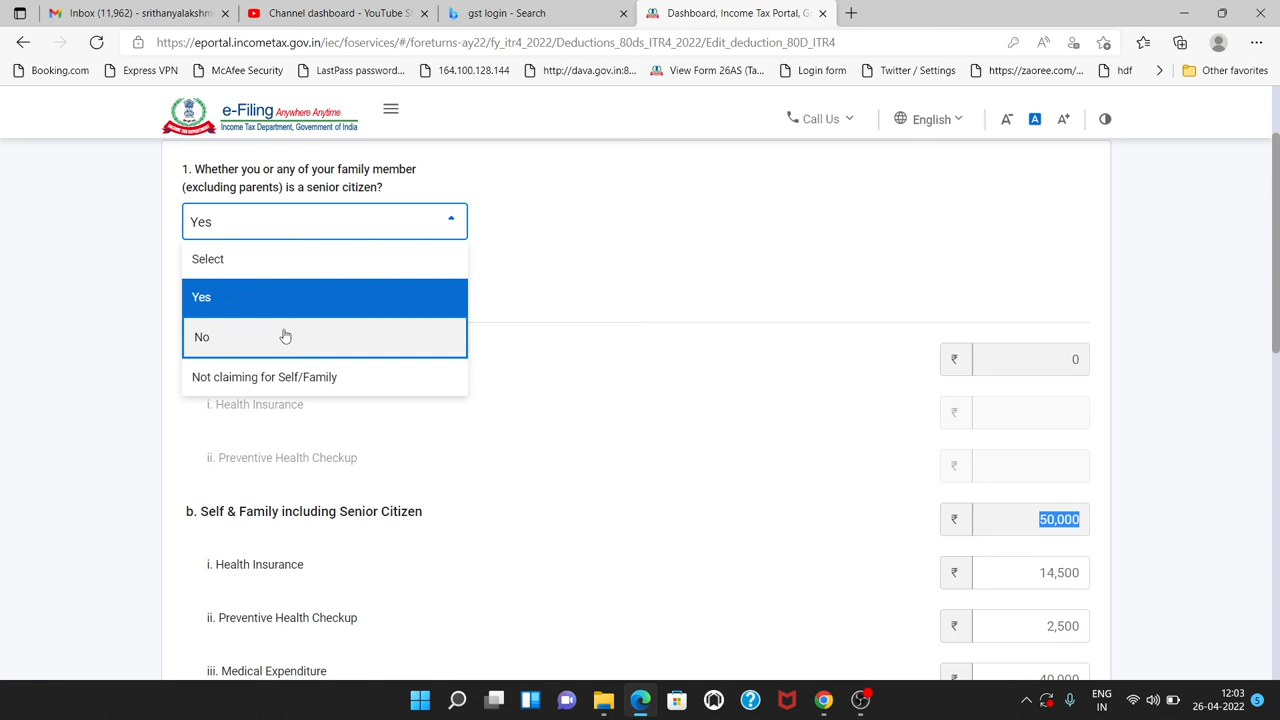 Inbox (11,962) - srithanyalakshm
Channel dashboard - YouTube St
gst login - Search
Dashboard, Income Tax Portal, G
https://eportal.incometax.gov.in/iec/foservices/#/foreturns-ay22/fy_itr4_2022/Deductions_80ds_ITR4_2022/Edit_deduction_80D_ITR4
Booking.com
Express VPN
McAfee Security
LastPass password...
164.100.128.144
http://dava.gov.in:8...
View Form 26AS (Ta...
Login form
Twitter / Settings
https://zaoree.com/...
hdf
Other favorites
e-Filing Anywhere Anytime
Income Tax Department, Government of India
Call Us
English
A-
A
A+
1. Whether you or any of your family member
(excluding parents) is a senior citizen?
Yes
Select
Yes
No
Not claiming for Self/Family
₹ 0
i. Health Insurance
₹
ii. Preventive Health Checkup
₹
b. Self & Family including Senior Citizen
₹ 50,000
i. Health Insurance
₹ 14,500
ii. Preventive Health Checkup
₹ 2,500
iii. Medical Expenditure
40,000
ENG
IN
12:03
26-04-2022
5